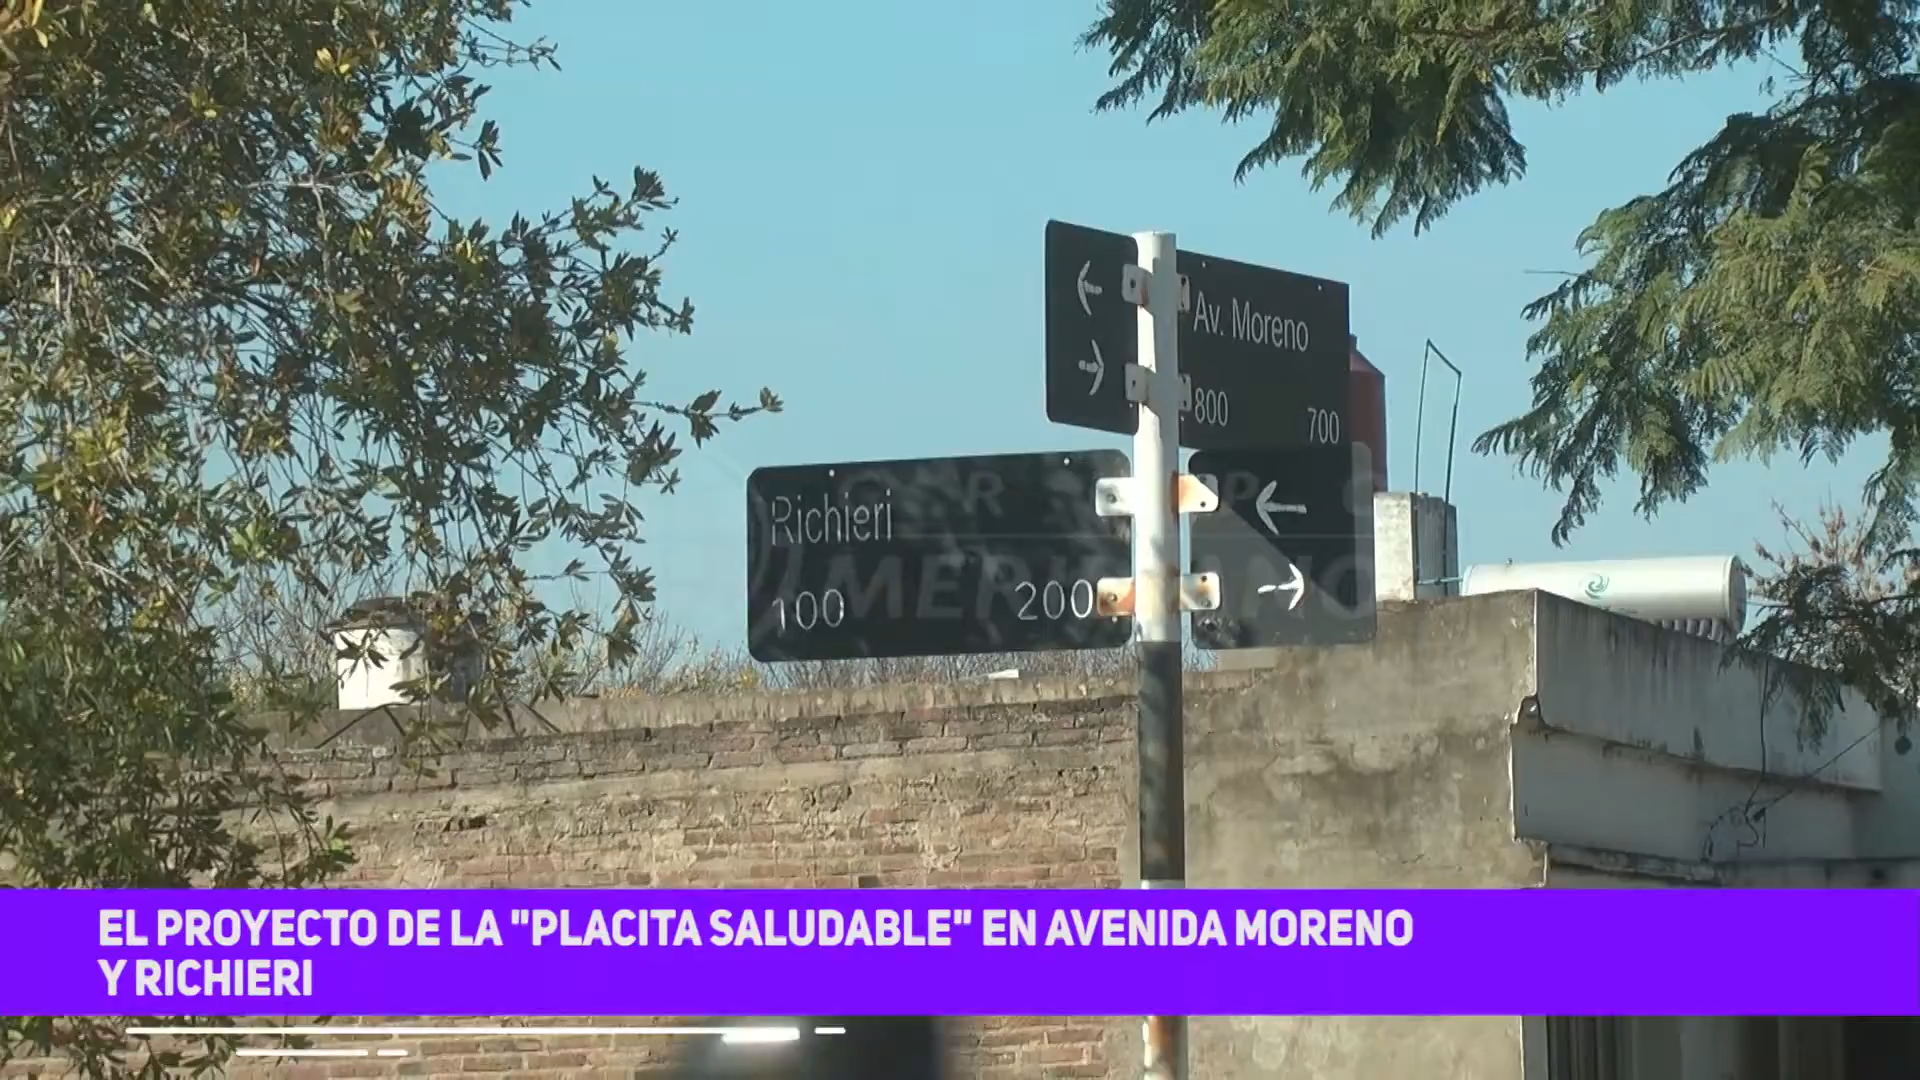 Av. Moreno
800 700
Richieri
100 200
EL PROYECTO DE LA "PLACITA SALUDABLE" EN AVENIDA MORENO
Y RICHIERI